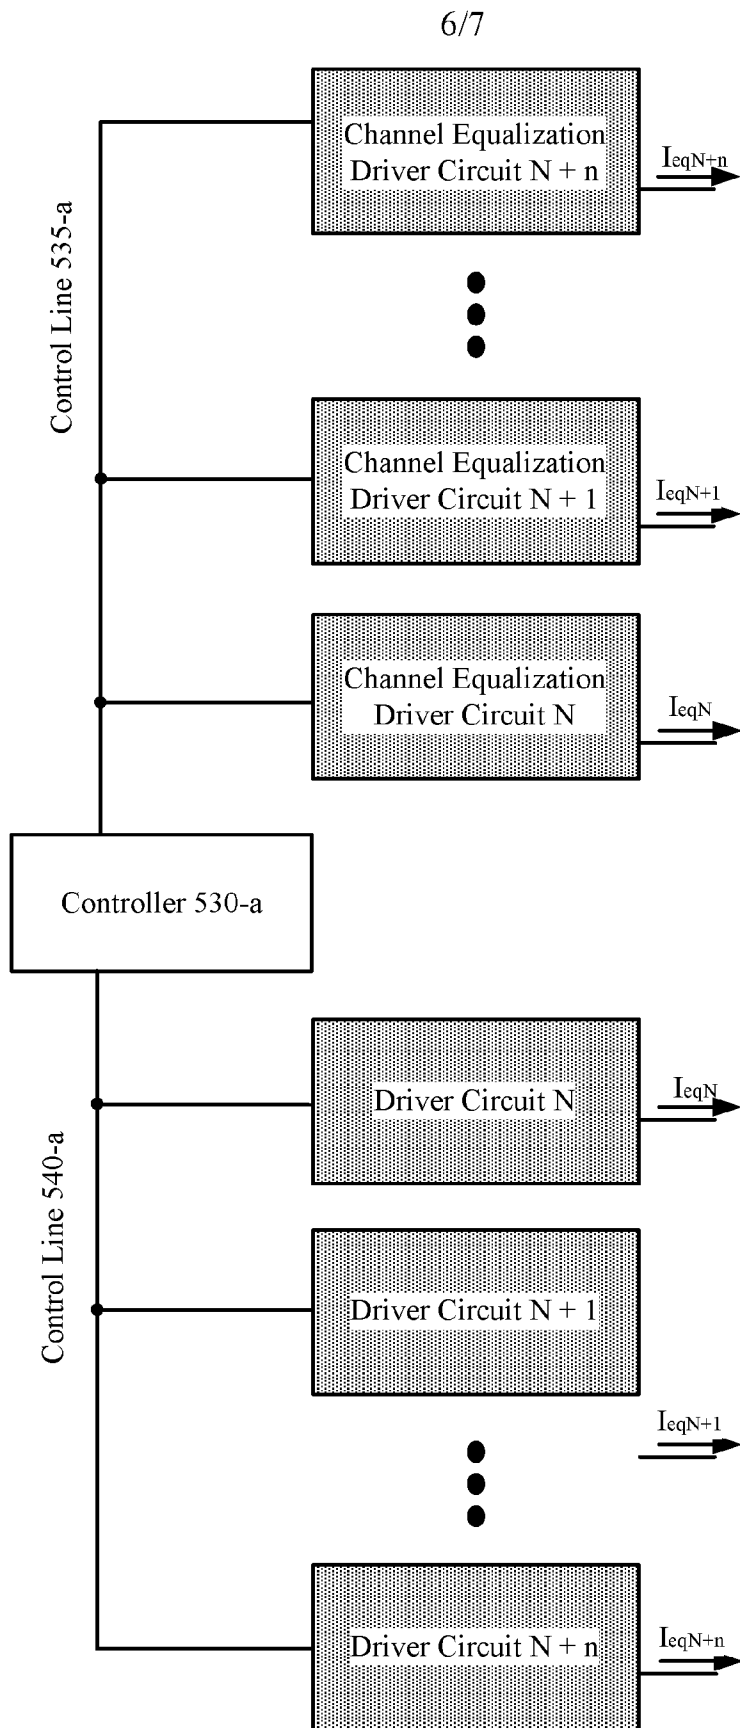 6/7
Channel Equalization
Driver Circuit N + n
IeqN+n
Control Line 535-a
Channel Equalization
Driver Circuit N + 1
IeqN+1
Channel Equalization
Driver Circuit N
IeqN
Controller 530-a
Driver Circuit N
IeqN
Control Line 540-a
Driver Circuit N + 1
IeqN+1
Driver Circuit N + n
IeqN+n